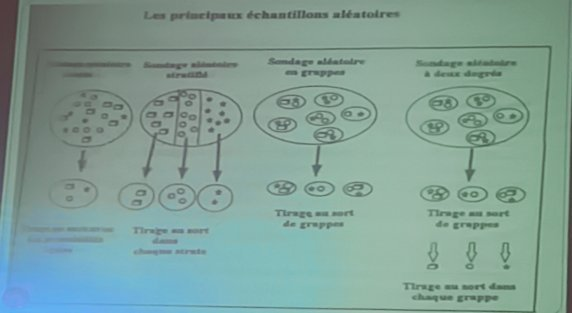 Les principaux échantillons aléatoires
Sondage aléatoire
stratifié
Sondage aléatoire
en grappes
Sondage aléatoire
à deux degrés
Tirage au sort
dans
chaque strate
Tirage au sort
de grappes
Tirage au sort
de grappes
Tirage au sort dans
chaque grappe